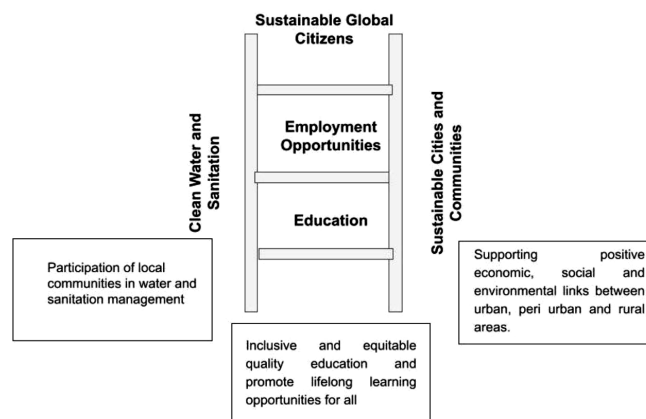 Sustainable Global
Citizens
Employment
Opportunities
Education
Clean Water and
Sanitation
Sustainable Cities and
Communities
Participation of local
communities in water and
sanitation management
Supporting positive
economic, social and
environmental links between
urban, peri urban and rural
areas.
Inclusive and equitable
quality education and
promote lifelong learning
opportunities for all